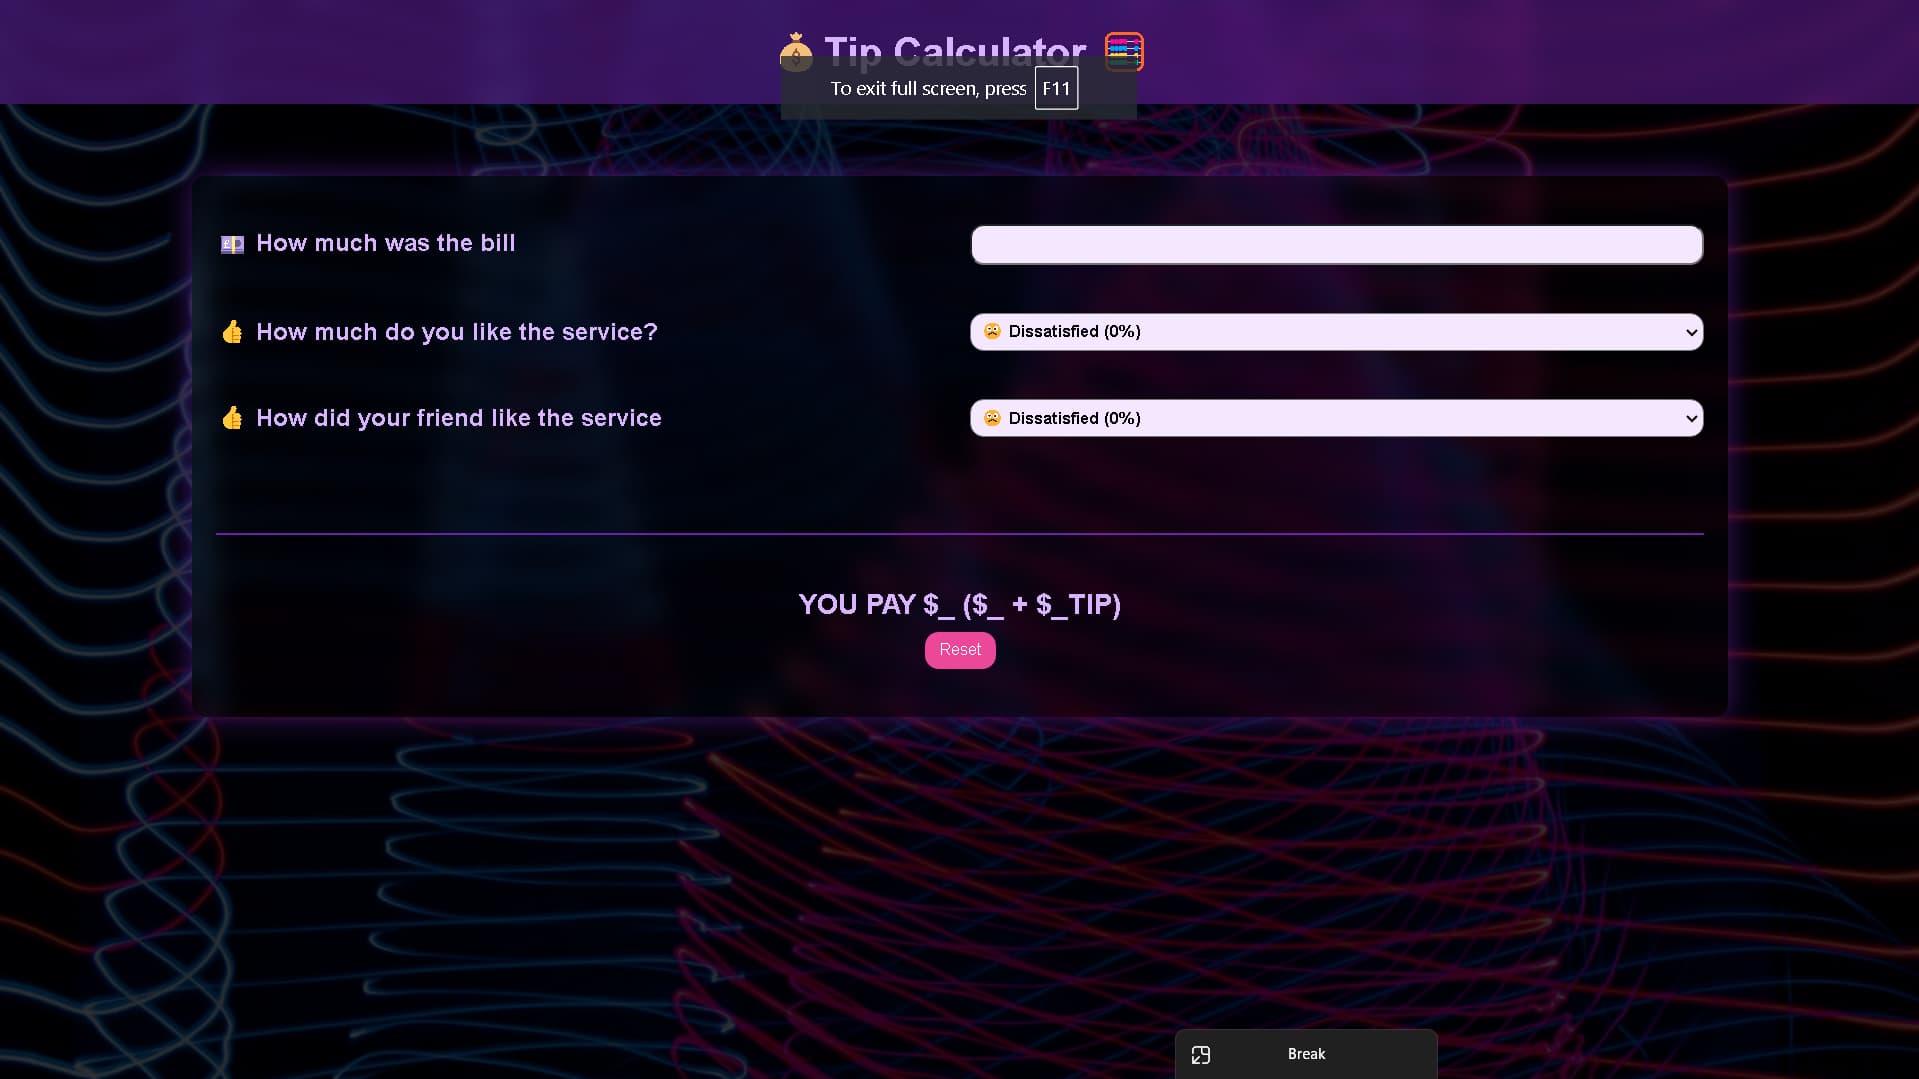 Tip Calculator
To exit full screen, press F11
How much was the bill
How much do you like the service?
Dissatisfied (0%)
How did your friend like the service
Dissatisfied (0%)
YOU PAY $_ ($_ + $_TIP)
Reset
Break